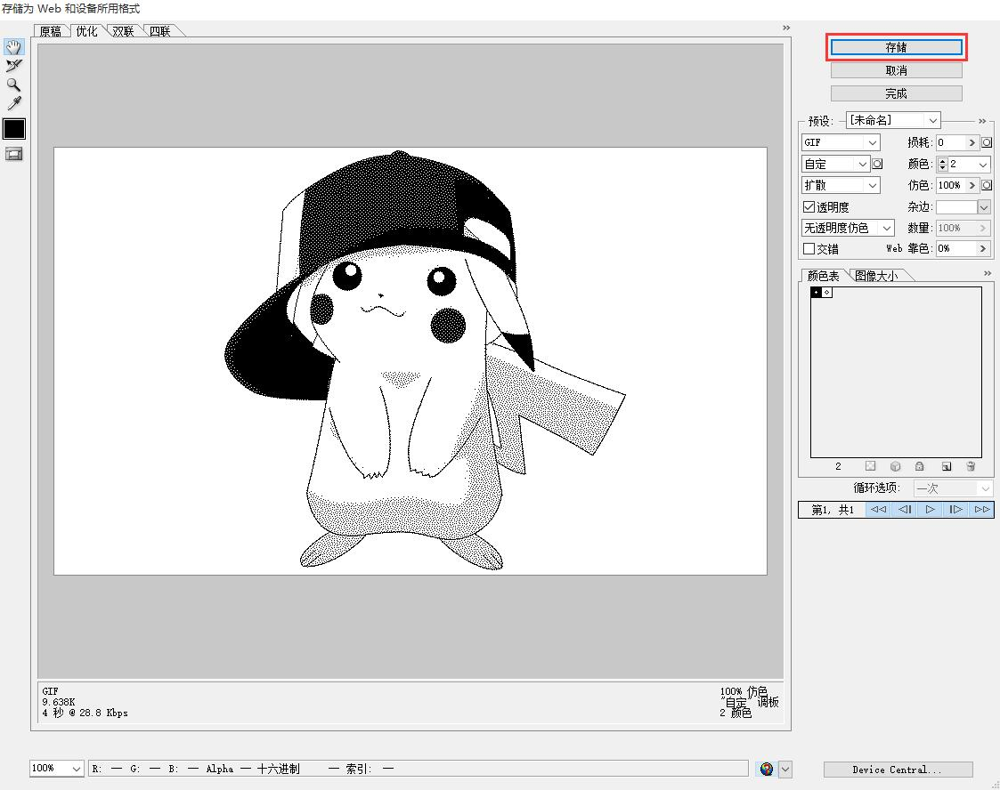 存储为 Web 和设备所用格式
原稿 优化 双联 四联
存储
取消
完成
预设: [未命名]
GIF 损耗: 0
自定 颜色: 2
扩散 仿色: 100%
透明度 杂边:
无透明度仿色 数量: 100%
交错 Web 靠色: 0%
颜色表 图像大小
2
循环选项: 一次
第1, 共1
GIF
9.638K
4 秒 @ 28.8 Kbps
100% 仿色
"自定" 调板
2 颜色
100% R: — G: — B: — Alpha — 十六进制 — 索引: —
Device Central...